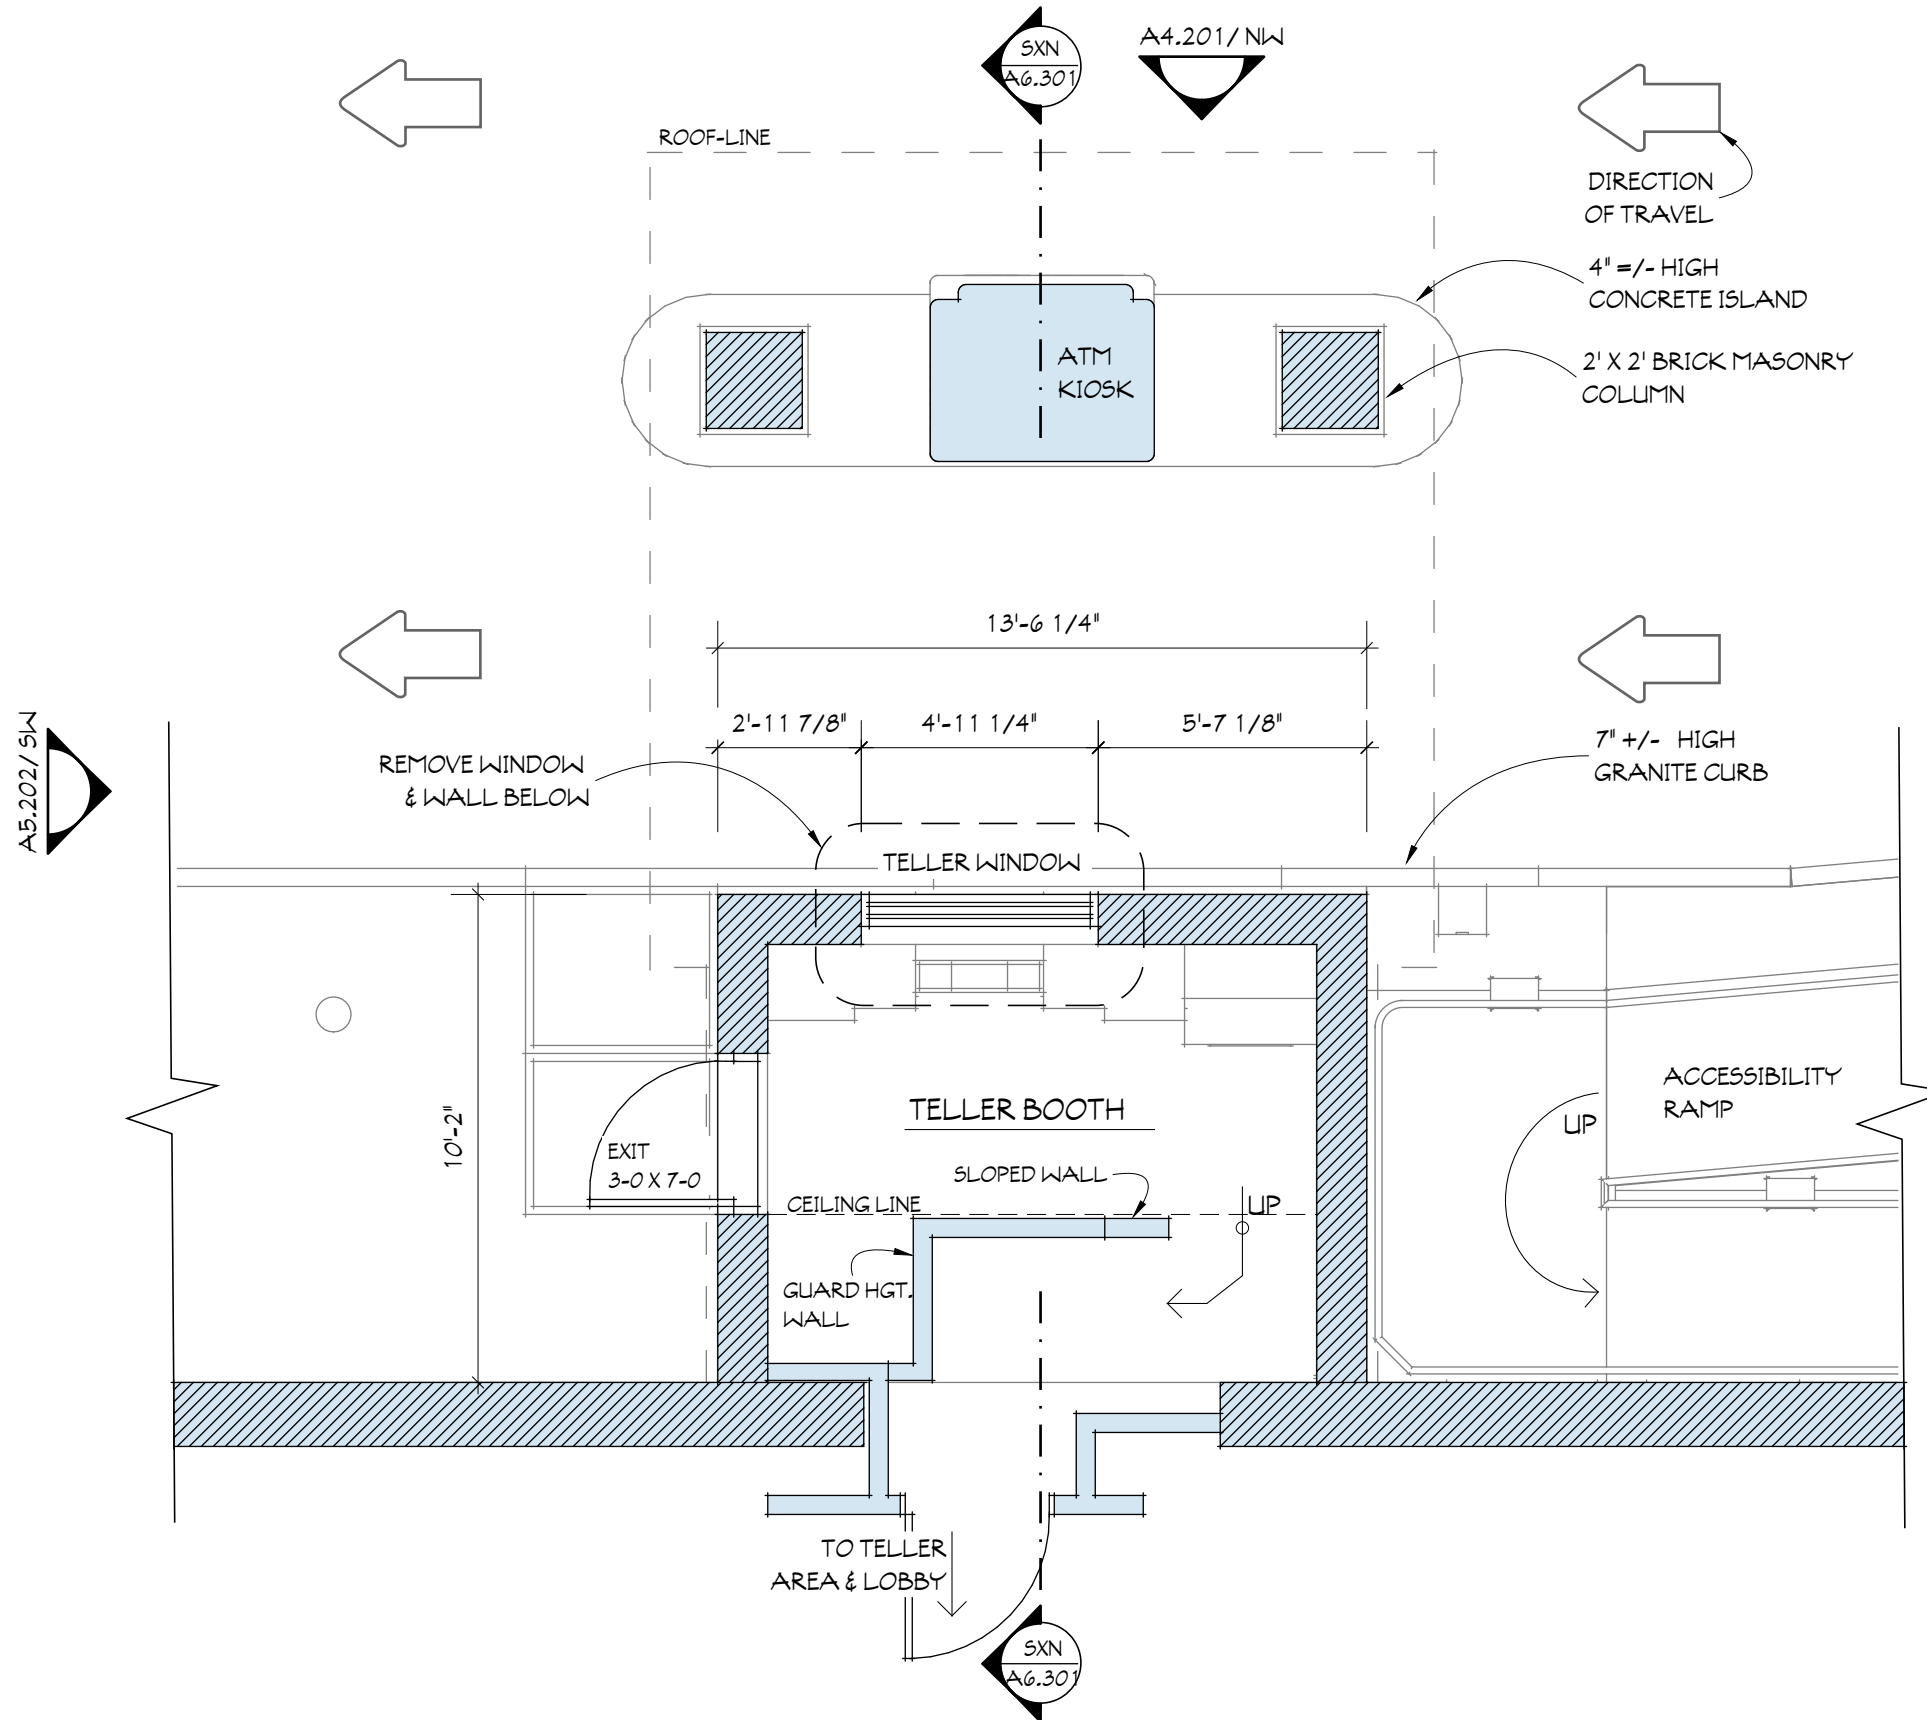 SXN
A6.301
A4.201/ NW
ROOF-LINE
DIRECTION
OF TRAVEL
4" =/- HIGH
CONCRETE ISLAND
ATM
KIOSK
2' X 2' BRICK MASONRY
COLUMN
13'-6 1/4"
2'-11 7/8"
4'-11 1/4"
5'-7 1/8"
A5.202/ SW
REMOVE WINDOW
& WALL BELOW
7" +/- HIGH
GRANITE CURB
TELLER WINDOW
10'-2"
TELLER BOOTH
ACCESSIBILITY
RAMP
UP
EXIT
3-0 X 7-0
SLOPED WALL
CEILING LINE
UP
GUARD HGT.
WALL
TO TELLER
AREA & LOBBY
SXN
A6.301